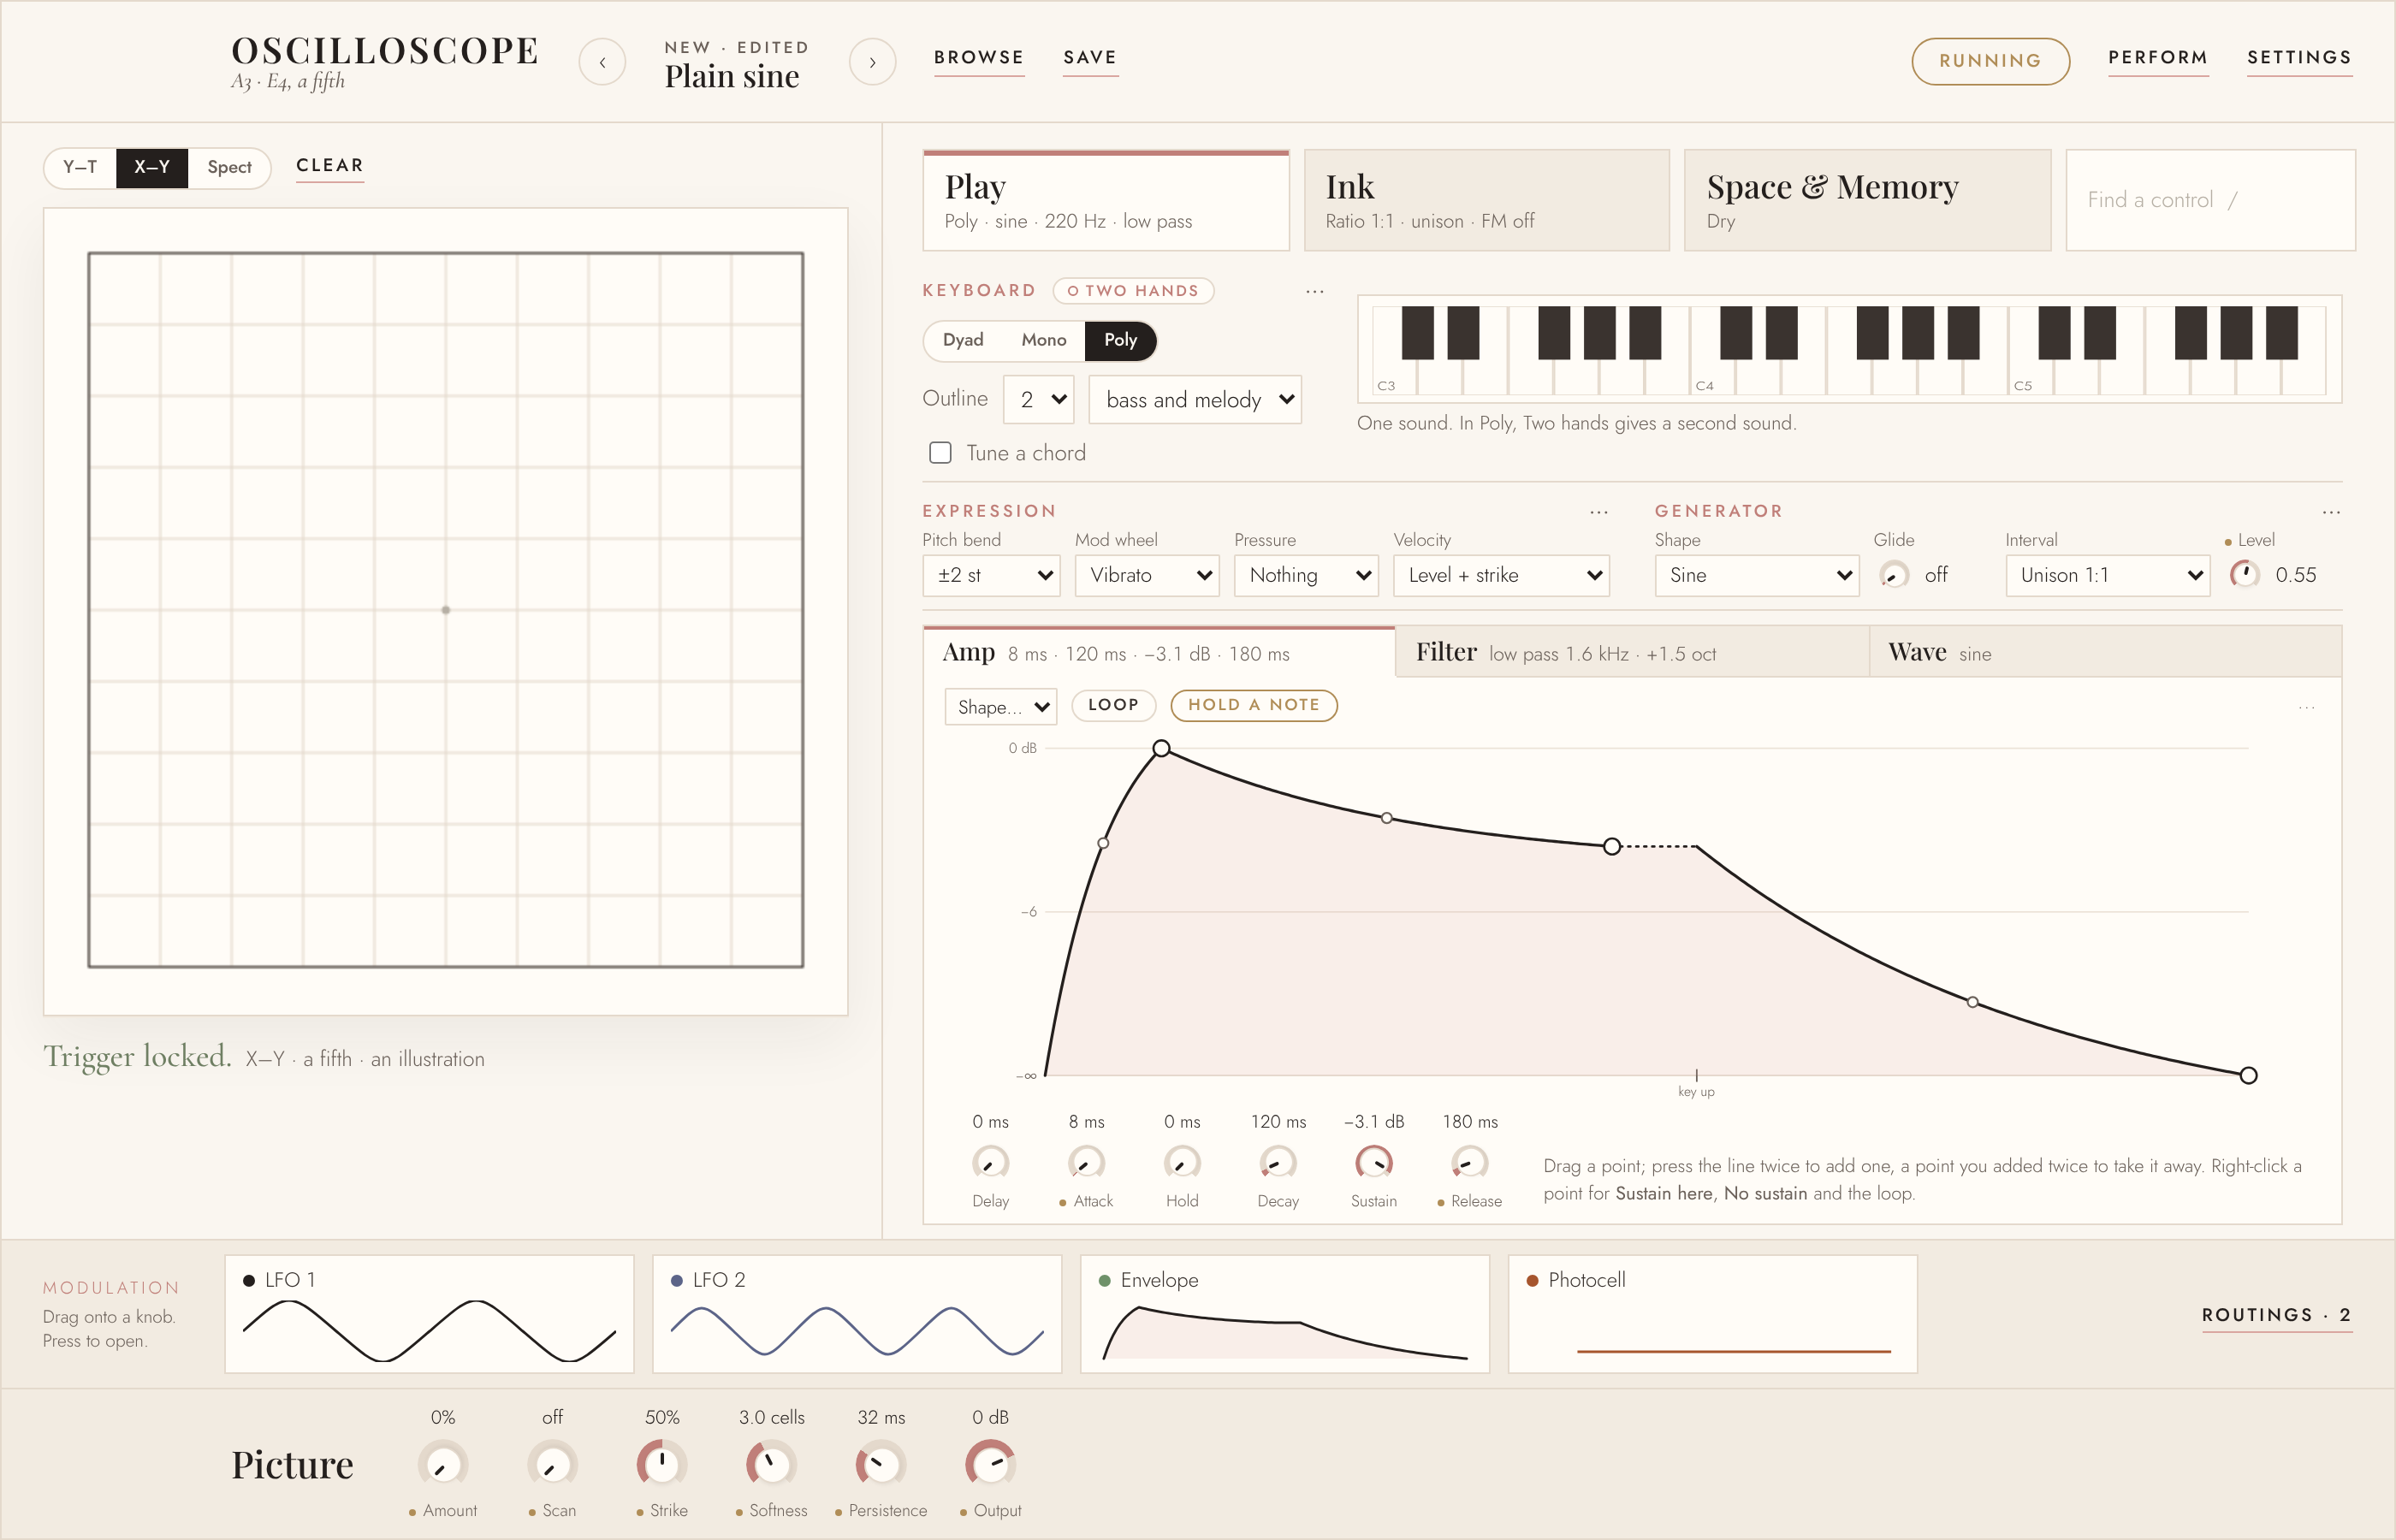 OSCILLOSCOPE
A3 · E4, a fifth
‹
NEW · EDITED
Plain sine
›
BROWSE
SAVE
RUNNING
PERFORM
SETTINGS
Y–T
X–Y
Spect
CLEAR
Trigger locked. X–Y · a fifth · an illustration
Play
Poly · sine · 220 Hz · low pass
Ink
Ratio 1:1 · unison · FM off
Space & Memory
Dry
Find a control /
KEYBOARD
TWO HANDS
...
Dyad
Mono
Poly
Outline
2
bass and melody
Tune a chord
C3
C4
C5
One sound. In Poly, Two hands gives a second sound.
EXPRESSION
...
Pitch bend
Mod wheel
Pressure
Velocity
±2 st
Vibrato
Nothing
Level + strike
GENERATOR
...
Shape
Glide
Interval
Level
Sine
off
Unison 1:1
0.55
Amp 8 ms · 120 ms · −3.1 dB · 180 ms
Filter low pass 1.6 kHz · +1.5 oct
Wave sine
Shape...
LOOP
HOLD A NOTE
...
0 dB
−6
−∞
key up
0 ms
8 ms
0 ms
120 ms
−3.1 dB
180 ms
Delay
Attack
Hold
Decay
Sustain
Release
Drag a point; press the line twice to add one, a point you added twice to take it away. Right-click a
point for Sustain here, No sustain and the loop.
MODULATION
Drag onto a knob.
Press to open.
LFO 1
LFO 2
Envelope
Photocell
ROUTINGS · 2
Picture
0%
off
50%
3.0 cells
32 ms
0 dB
Amount
Scan
Strike
Softness
Persistence
Output